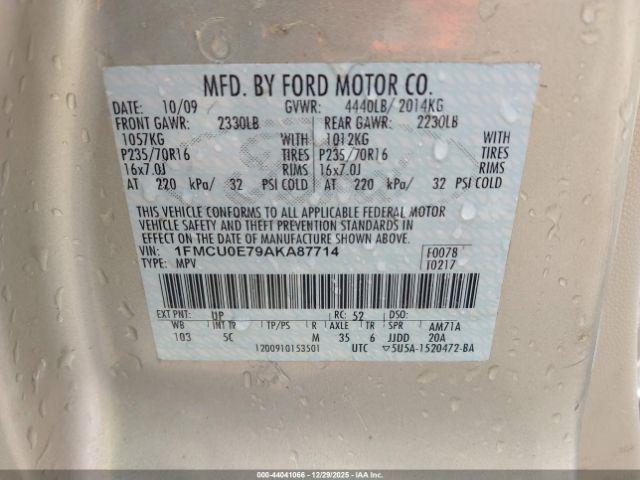 MFD. BY FORD MOTOR CO.
DATE: 10/09 GVWR: 4440LB/ 2014KG
FRONT GAWR: 2330LB REAR GAWR: 2230LB
1057KG WITH 1012KG WITH
P235/70R16 TIRES P235/70R16 TIRES
16x7.0J RIMS 16x7.0J RIMS
AT 220 kPa/ 32 PSI COLD AT 220 kPa/ 32 PSI COLD
THIS VEHICLE CONFORMS TO ALL APPLICABLE FEDERAL MOTOR
VEHICLE SAFETY AND THEFT PREVENTION STANDARDS IN
EFFECT ON THE DATE OF MANUFACTURE SHOWN ABOVE.
VIN: 1FMCU0E79AKA87714 F0078
TYPE: MPV T0217
EXT PNT: UP RC: 52 DSO:
WB INT TR TP/PS R AXLE TR SPR AM71A
103 5C M 35 6 JJDD 20A
1200910153501 UTC ▽5U5A-1520472-BA
000-44041066 - 12/29/2025 - IAAI.CA